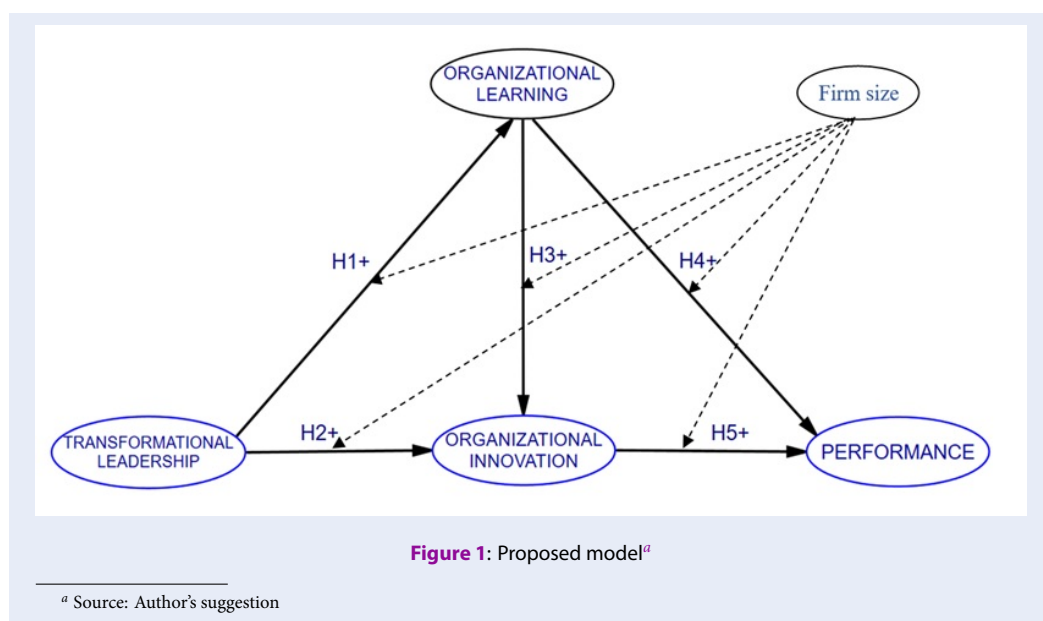 ORGANIZATIONAL
LEARNING
Firm size
H1+
H3+
H4+
TRANSFORMATIONAL
LEADERSHIP
H2+
ORGANIZATIONAL
INNOVATION
H5+
PERFORMANCE
Figure 1: Proposed modelᵃ
ᵃ Source: Author's suggestion